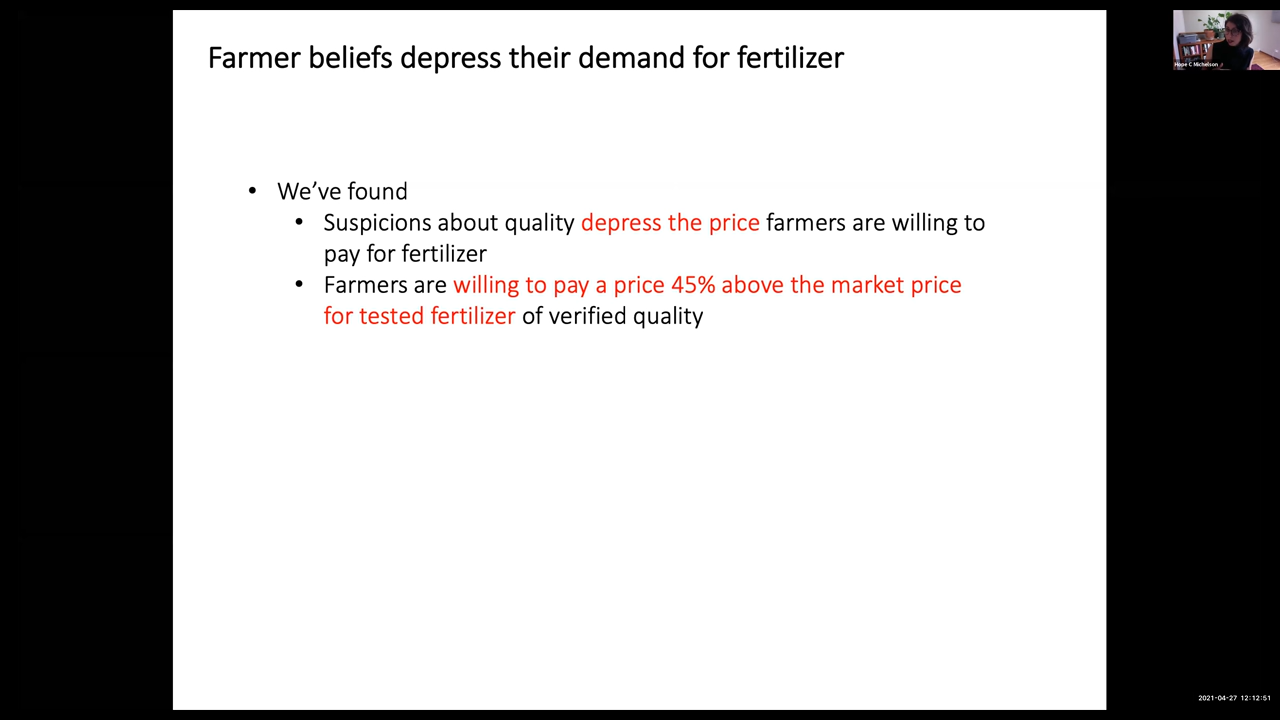 Farmer beliefs depress their demand for fertilizer
Hope C Michelson
• We've found
• Suspicions about quality depress the price farmers are willing to
pay for fertilizer
• Farmers are willing to pay a price 45% above the market price
for tested fertilizer of verified quality
2021-04-27 12:12:51